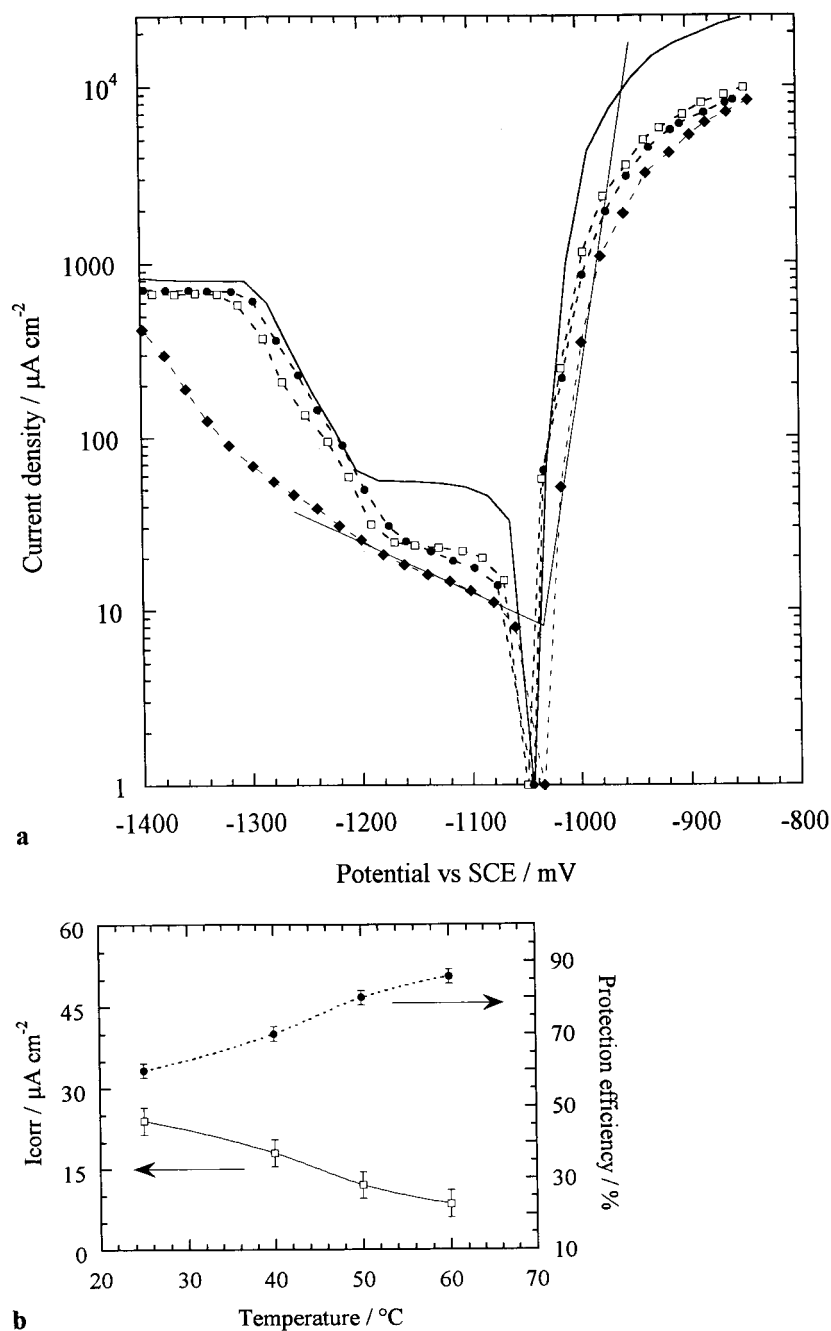 10⁴
1000
100
10
1
Current density / µA cm⁻²
-1400 -1300 -1200 -1100 -1000 -900 -800
a
Potential vs SCE / mV
60
45
30
15
0
Icorr / µA cm⁻²
90
70
50
30
10
Protection efficiency / %
20 30 40 50 60 70
b
Temperature / °C